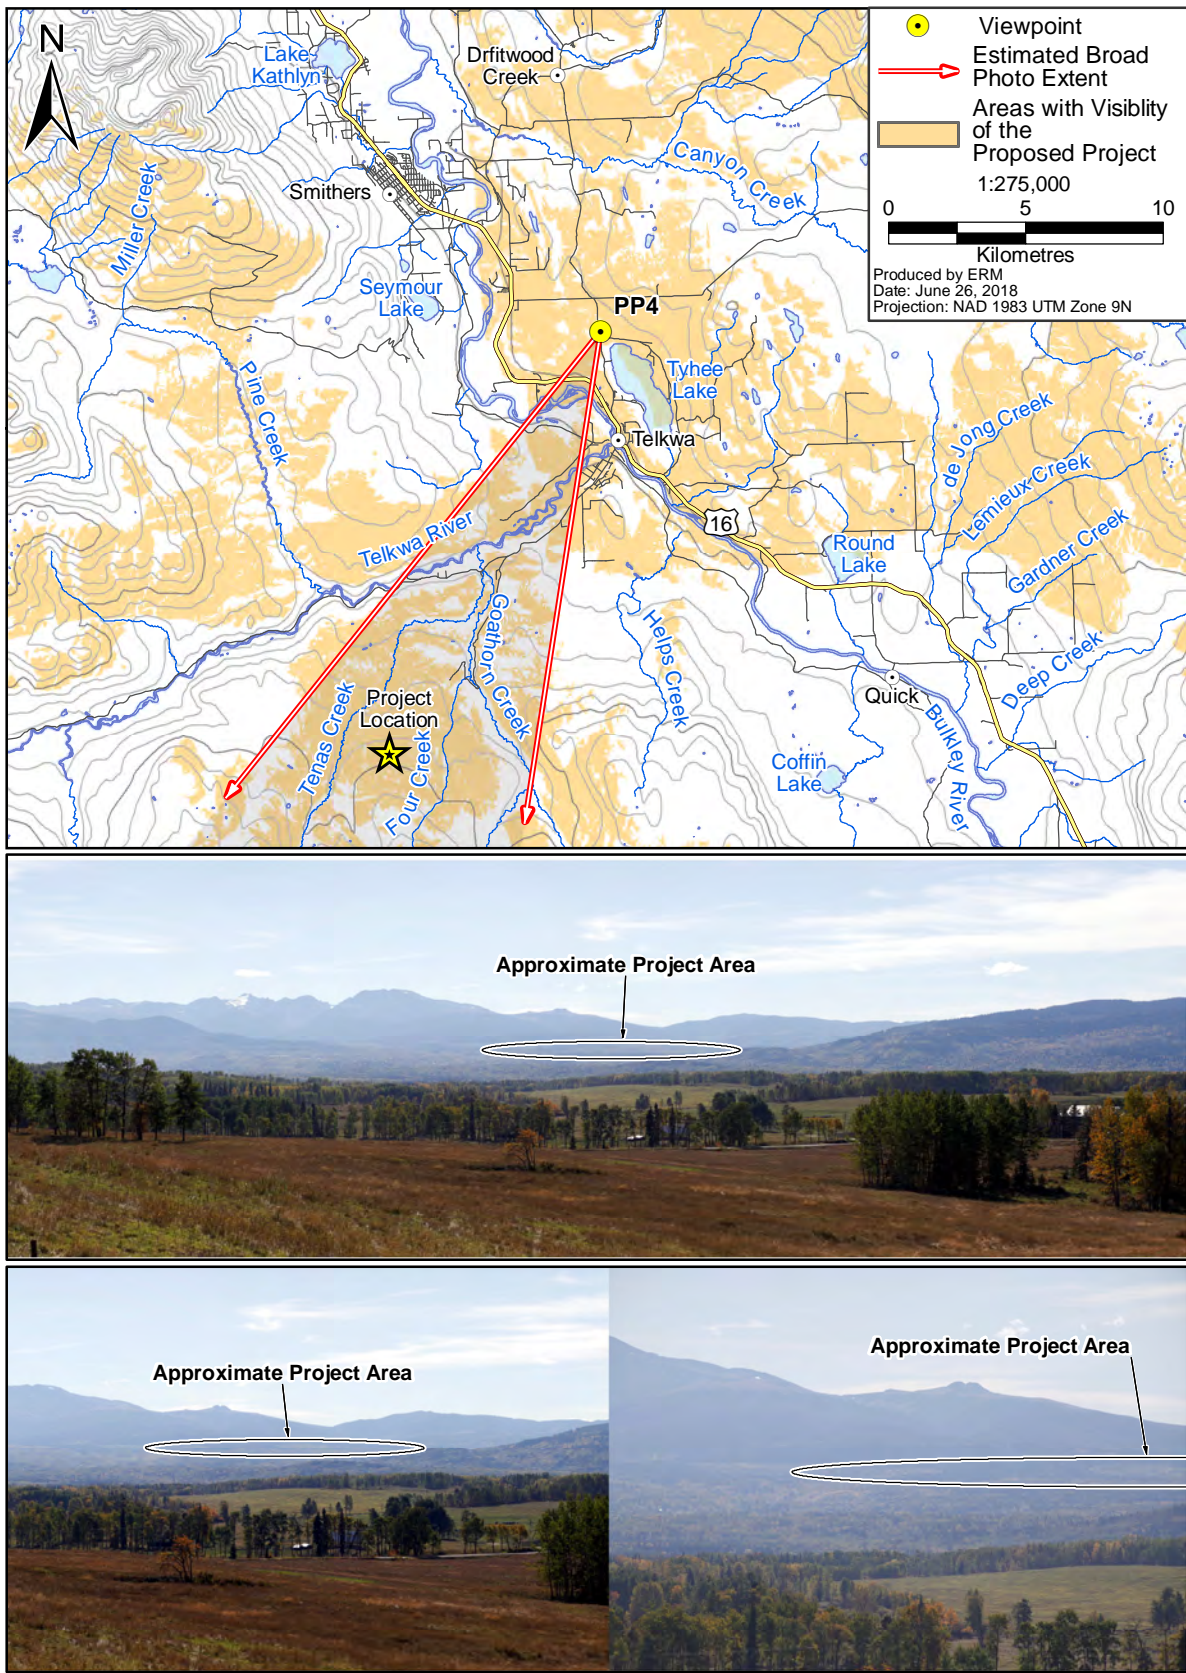 N
Lake
Kathlyn
Drfitwood
Creek
Canyon Creek
Smithers
Miller Creek
Seymour
Lake
PP4
Tyhee
Lake
Pine Creek
Telkwa
de Jong Creek
Lemieux Creek
16
Telkwa River
Round
Lake
Gardner Creek
Goathorn Creek
Helps Creek
Deep Creek
Project
Location
Quick
Tenas Creek
Four Creek
Bulkley River
Coffin
Lake
Viewpoint
Estimated Broad
Photo Extent
Areas with Visiblity
of the
Proposed Project
1:275,000
0 5 10
Kilometres
Produced by ERM
Date: June 26, 2018
Projection: NAD 1983 UTM Zone 9N
Approximate Project Area
Approximate Project Area
Approximate Project Area